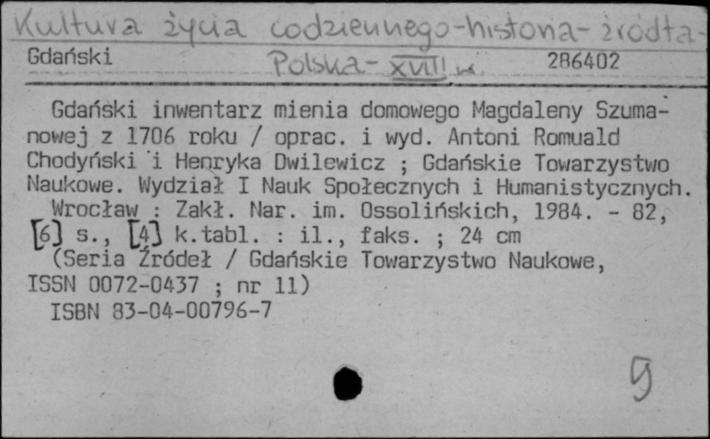 Kultura życia codziennego-historia-źródła-
Gdański Polska-XVIII w. 286402
Gdański inwentarz mienia domowego Magdaleny Szuma-
nowej z 1706 roku / oprac. i wyd. Antoni Romuald
Chodyński i Henryka Dwilewicz ; Gdańskie Towarzystwo
Naukowe. Wydział I Nauk Społecznych i Humanistycznych.
Wrocław : Zakł. Nar. im. Ossolińskich, 1984. - 82,
[6] s., [4] k.tabl. : il., faks. ; 24 cm
(Seria Źródeł / Gdańskie Towarzystwo Naukowe,
ISSN 0072-0437 ; nr 11)
ISBN 83-04-00796-7
g